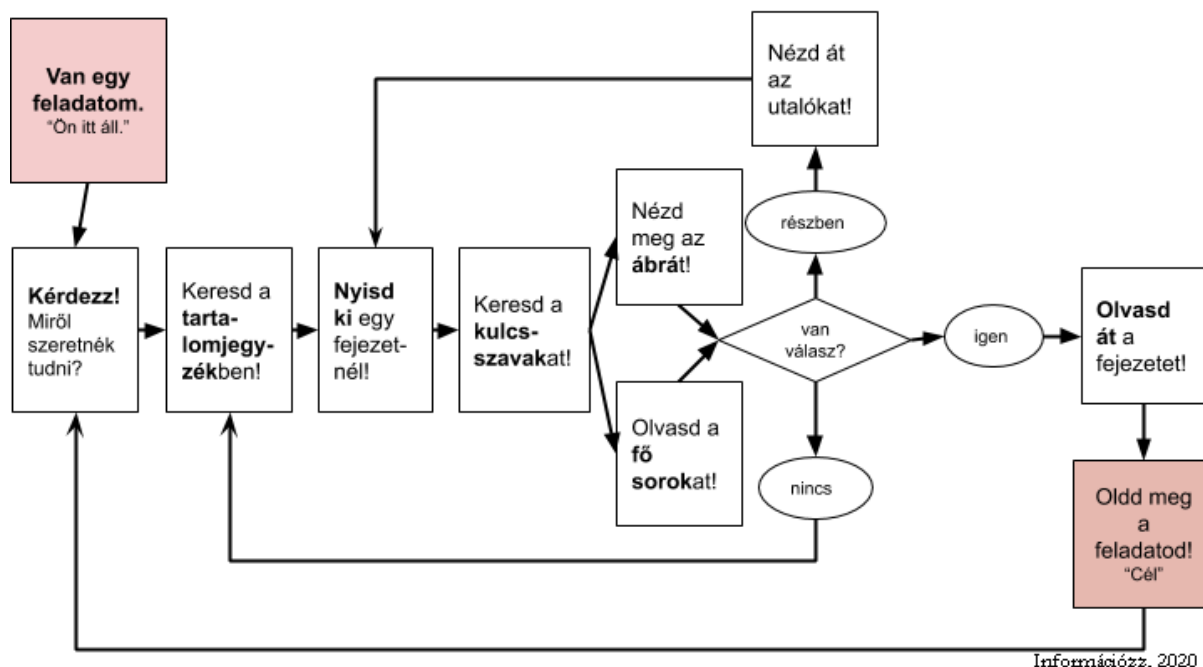 Van egy
feladatom.
“Ön itt áll.”
Kérdezz!
Miről
szeretnék
tudni?
Keresd a
tarta-
lomjegy-
zékben!
Nyisd
ki egy
fejezet-
nél!
Keresd a
kulcs-
szavakat!
Nézd
meg az
ábrát!
Olvasd a
fő
sorokat!
van
válasz?
részben
Nézd át
az
utalókat!
nincs
igen
Olvasd
át a
fejezetet!
Oldd meg
a
feladatod!
“Cél”
Információzz, 2020